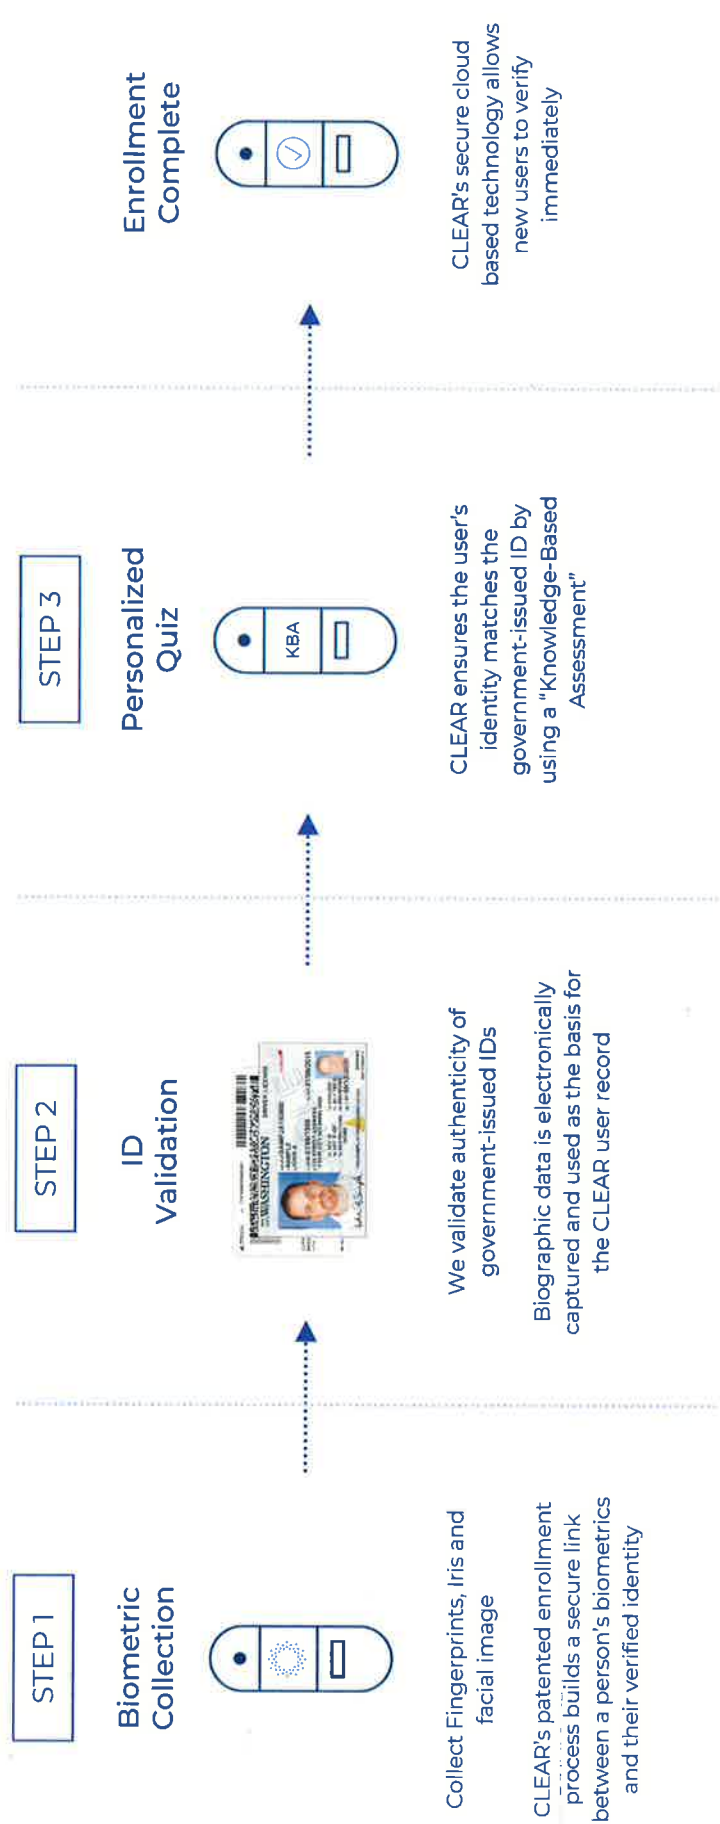 STEP 1
Biometric
Collection
Collect Fingerprints, Iris and
facial image
CLEAR's patented enrollment
process builds a secure link
between a person's biometrics
and their verified identity
STEP 2
ID
Validation
WASHINGTON
DRIVER LICENSE
We validate authenticity of
government-issued IDs
Biographic data is electronically
captured and used as the basis for
the CLEAR user record
STEP 3
Personalized
Quiz
KBA
CLEAR ensures the user's
identity matches the
government-issued ID by
using a "Knowledge-Based
Assessment"
Enrollment
Complete
CLEAR's secure cloud
based technology allows
new users to verify
immediately